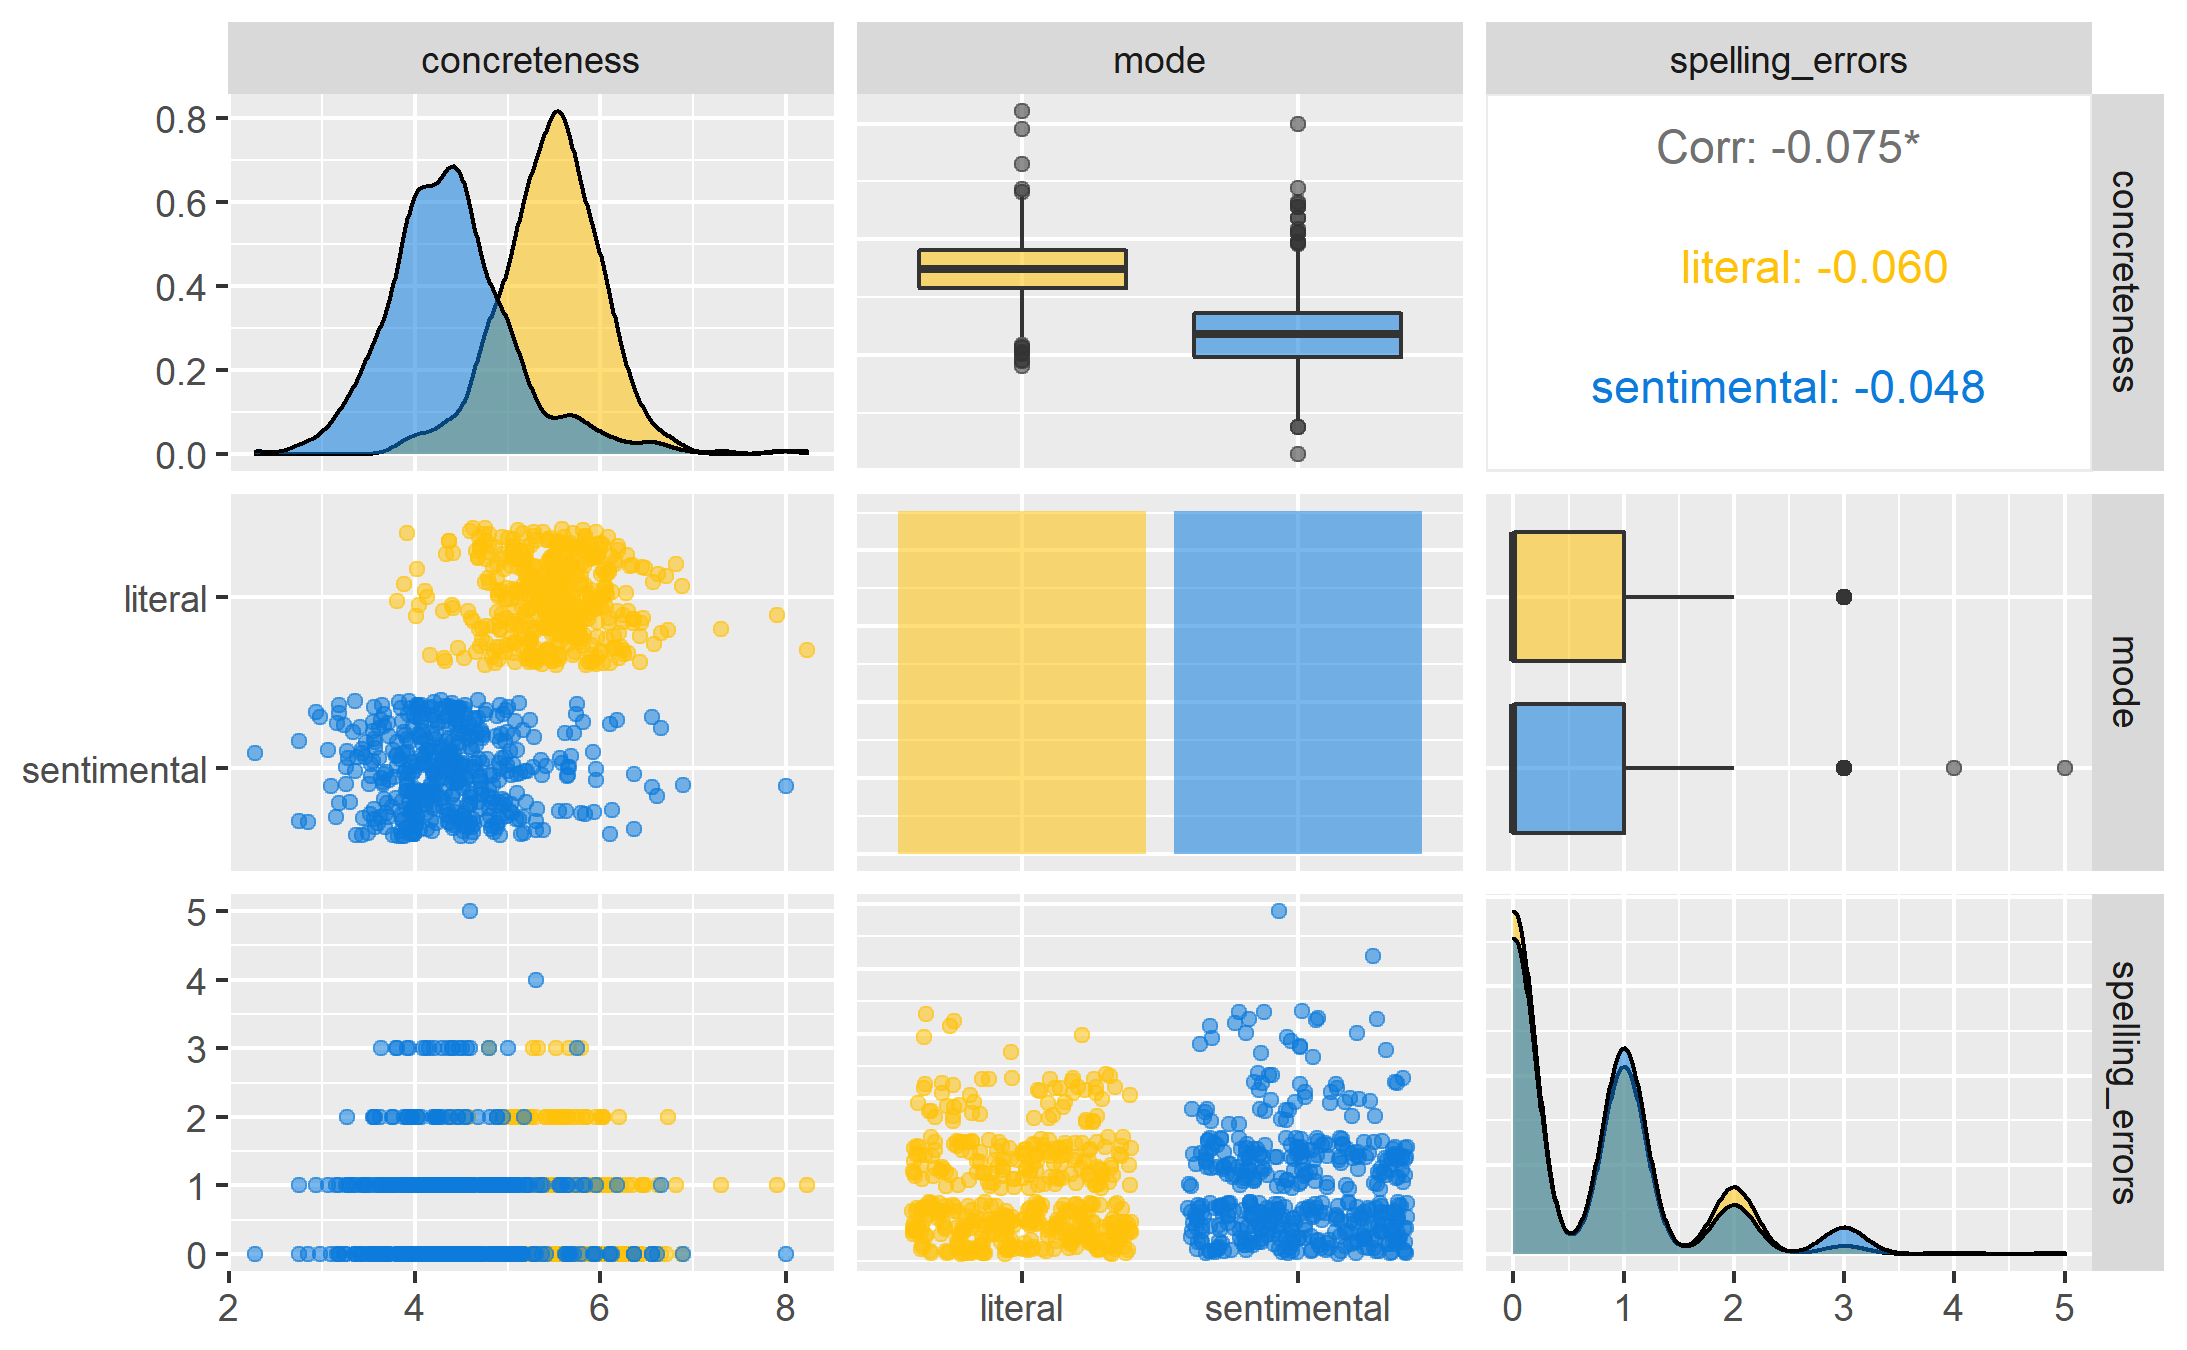 concreteness
mode
spelling_errors
0.8
0.6
0.4
0.2
0.0
Corr: -0.075*
literal: -0.060
sentimental: -0.048
concreteness
literal
sentimental
mode
5
4
3
2
1
0
spelling_errors
2
4
6
8
literal
sentimental
0
1
2
3
4
5